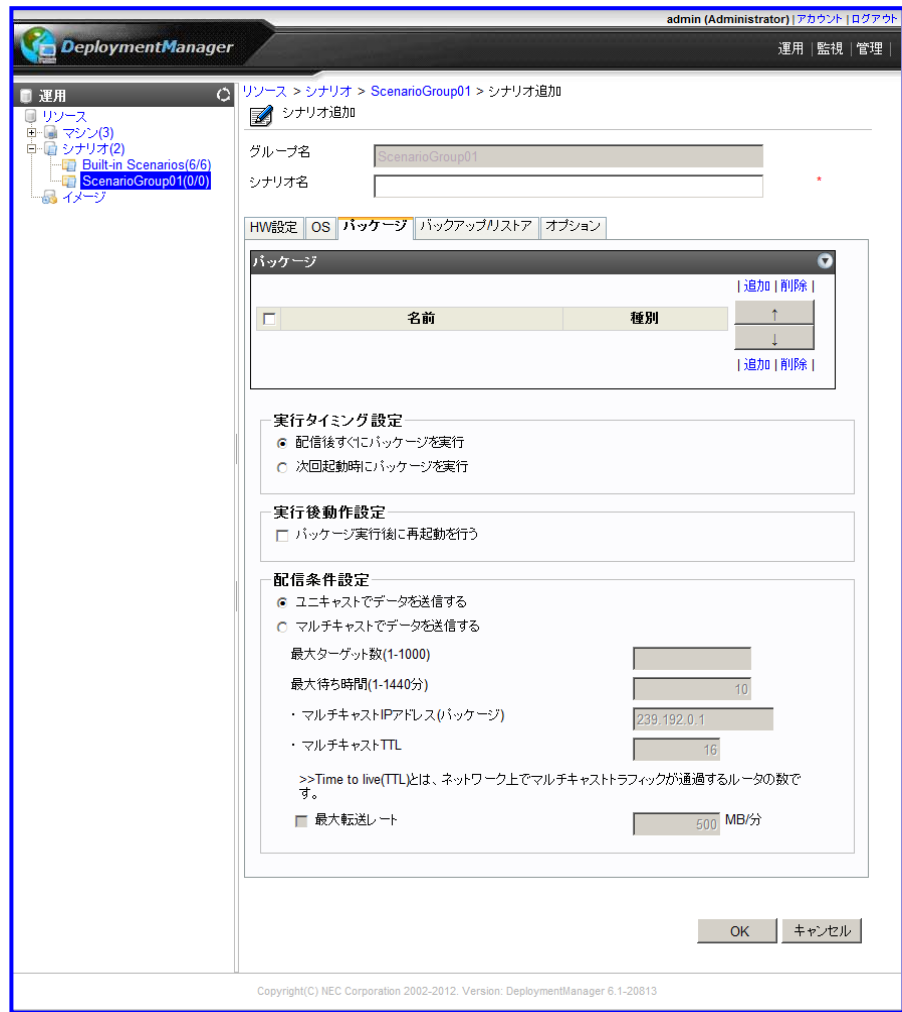 admin (Administrator) | アカウント | ログアウト
DeploymentManager
運用 | 監視 | 管理 |
運用
リソース
マシン(3)
シナリオ(2)
Built-in Scenarios(6/6)
ScenarioGroup01(0/0)
イメージ
リソース > シナリオ > ScenarioGroup01 > シナリオ追加
シナリオ追加
グループ名 ScenarioGroup01
シナリオ名 *
HW設定 OS パッケージ バックアップ/リストア オプション
パッケージ
| 追加 | 削除 |
名前 種別 ↑
↓
| 追加 | 削除 |
実行タイミング設定
配信後すぐにパッケージを実行
次回起動時にパッケージを実行
実行後動作設定
パッケージ実行後に再起動を行う
配信条件設定
ユニキャストでデータを送信する
マルチキャストでデータを送信する
最大ターゲット数(1-1000)
最大待ち時間(1-1440分) 10
・マルチキャストIPアドレス(パッケージ) 239.192.0.1
・マルチキャストTTL 16
>>Time to live(TTL)とは、ネットワーク上でマルチキャストトラフィックが通過するルータの数で
す。
最大転送レート 500 MB/分
OK キャンセル
Copyright(C) NEC Corporation 2002-2012. Version: DeploymentManager 6.1-20813